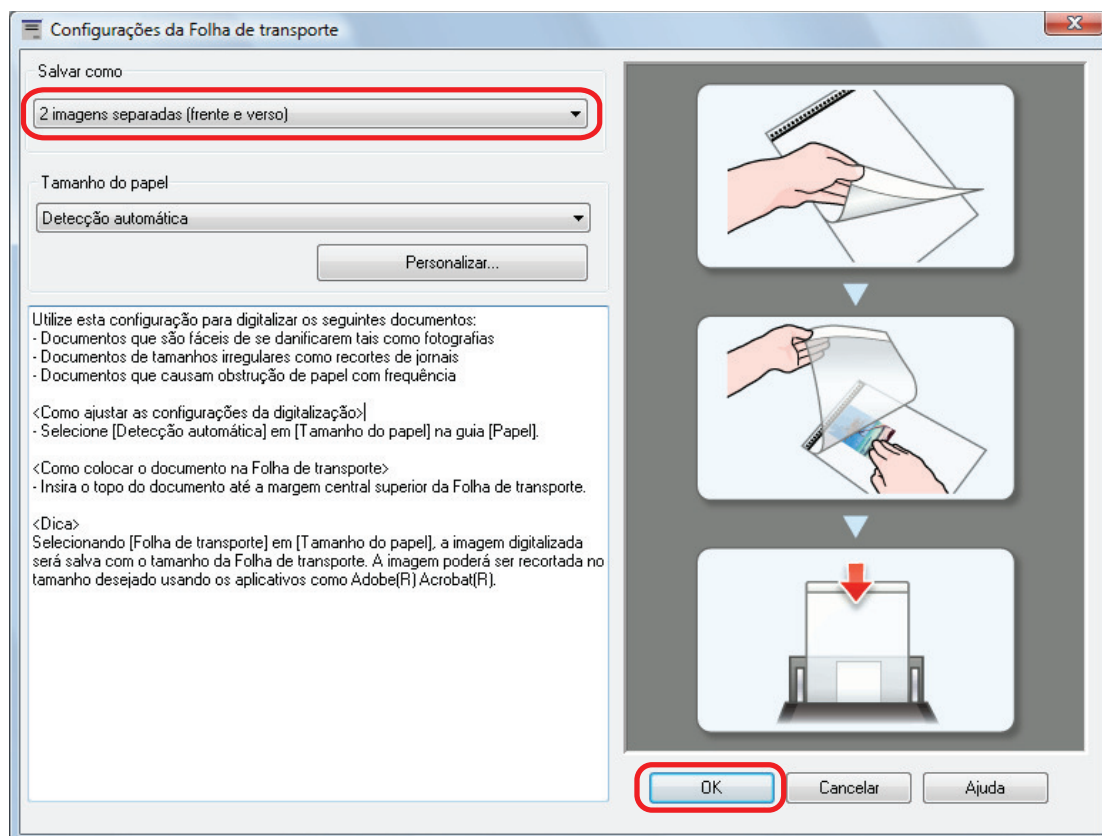 Configurações da Folha de transporte
Salvar como
2 imagens separadas (frente e verso)
Tamanho do papel
Detecção automática
Personalizar...
Utilize esta configuração para digitalizar os seguintes documentos:
- Documentos que são fáceis de se danificarem tais como fotografias
- Documentos de tamanhos irregulares como recortes de jornais
- Documentos que causam obstrução de papel com frequência
<Como ajustar as configurações da digitalização>
- Selecione [Detecção automática] em [Tamanho do papel] na guia [Papel].
<Como colocar o documento na Folha de transporte>
- Insira o topo do documento até a margem central superior da Folha de transporte.
<Dica>
Selecionando [Folha de transporte] em [Tamanho do papel], a imagem digitalizada
será salva com o tamanho da Folha de transporte. A imagem poderá ser recortada no
tamanho desejado usando os aplicativos como Adobe(R) Acrobat(R).
OK
Cancelar
Ajuda